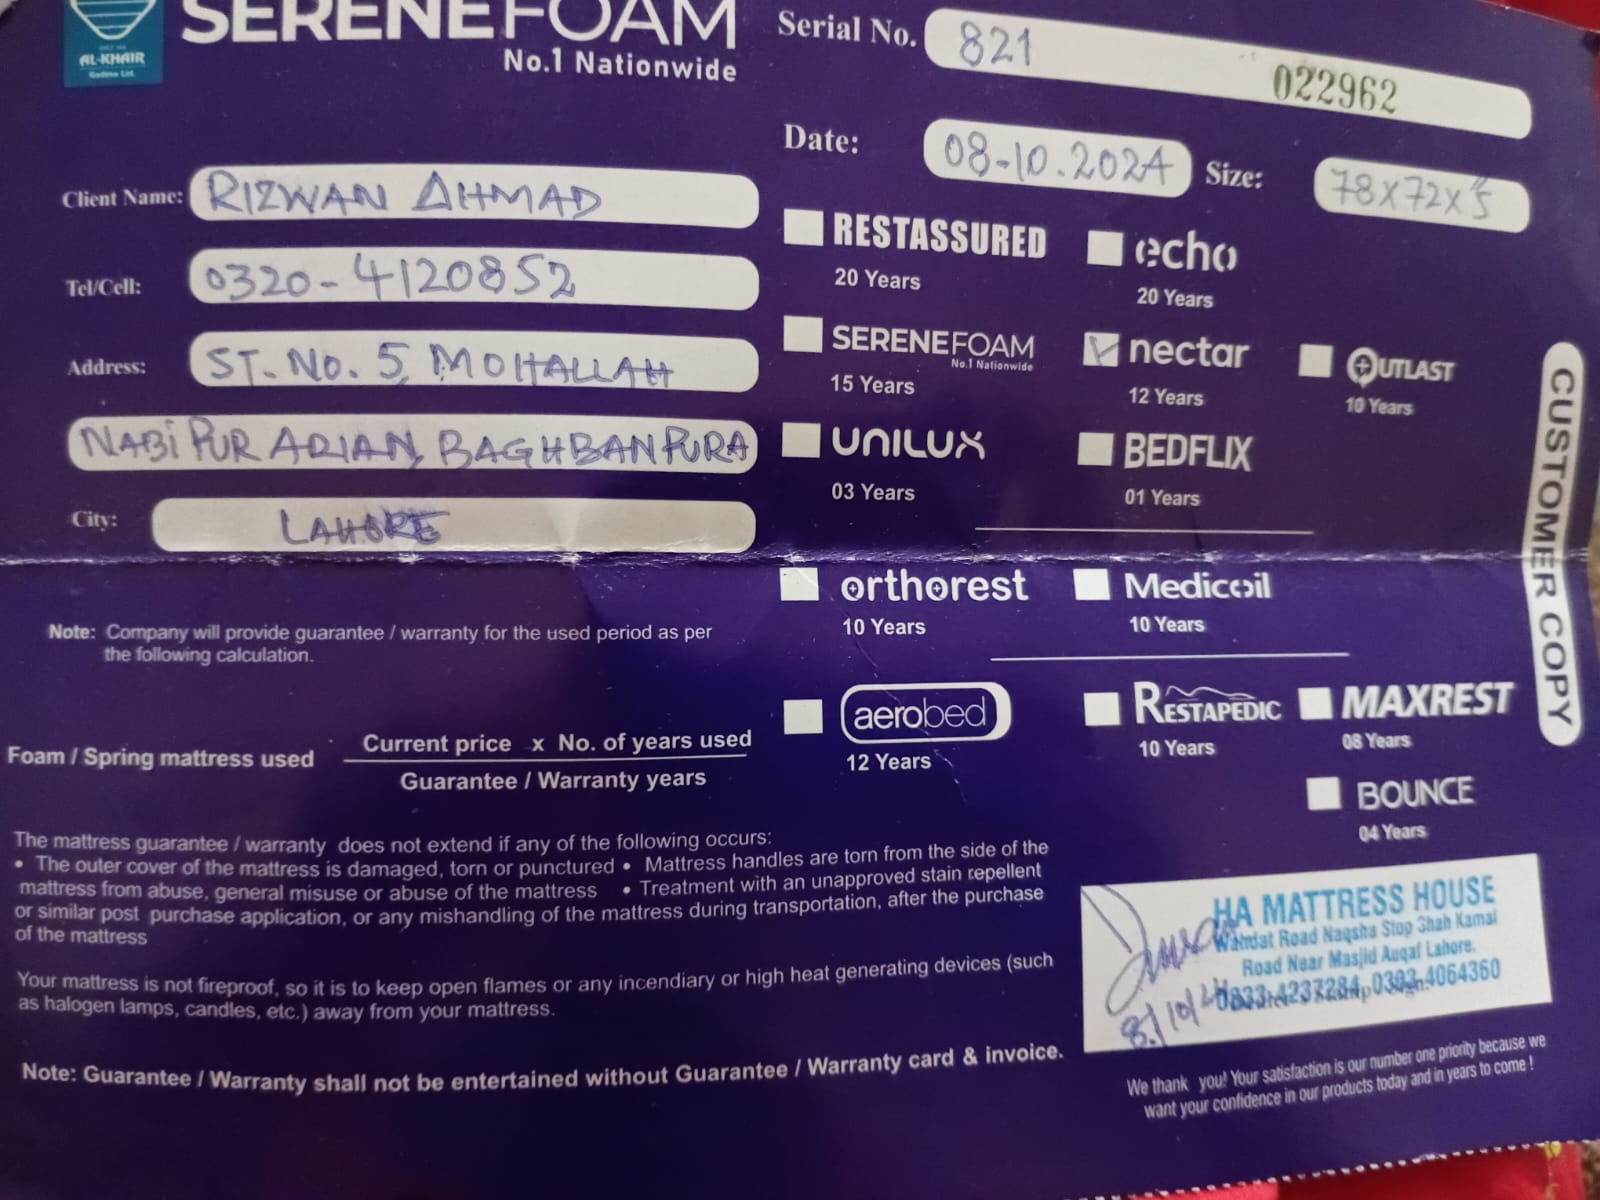 SERENEFOAM
No.1 Nationwide
AL-KHAIR
Gadoon Ltd.
Serial No. 821 022962
Date: 08-10.2024 Size: 78x72x5
Client Name: RIZWAN AHMAD
Tel/Cell: 0320-4120852
Address: ST. No. 5, MOHALLAH
NABi PUR ARIAN, BAGHBANPURA
City: LAHORE
RESTASSURED
20 Years
echo
20 Years
SERENEFOAM
No.1 Nationwide
15 Years
nectar
12 Years
OUTLAST
10 Years
UNILUX
03 Years
BEDFLIX
01 Years
orthorest
10 Years
Medicoil
10 Years
aerobed
12 Years
RESTAPEDIC
10 Years
MAXREST
08 Years
BOUNCE
04 Years
CUSTOMER COPY
Note: Company will provide guarantee / warranty for the used period as per
the following calculation.
Foam / Spring mattress used
Current price x No. of years used
Guarantee / Warranty years
The mattress guarantee / warranty does not extend if any of the following occurs:
• The outer cover of the mattress is damaged, torn or punctured • Mattress handles are torn from the side of the
mattress from abuse, general misuse or abuse of the mattress • Treatment with an unapproved stain repellent
or similar post purchase application, or any mishandling of the mattress during transportation, after the purchase
of the mattress
Your mattress is not fireproof, so it is to keep open flames or any incendiary or high heat generating devices (such
as halogen lamps, candles, etc.) away from your mattress.
Note: Guarantee / Warranty shall not be entertained without Guarantee / Warranty card & invoice.
HA MATTRESS HOUSE
Wahdat Road Naqsha Stop Shah Kamal
Road Near Masjid Auqaf Lahore.
0333-4237284, 0303-4064360
8/10/24
We thank you! Your satisfaction is our number one priority because we
want your confidence in our products today and in years to come !